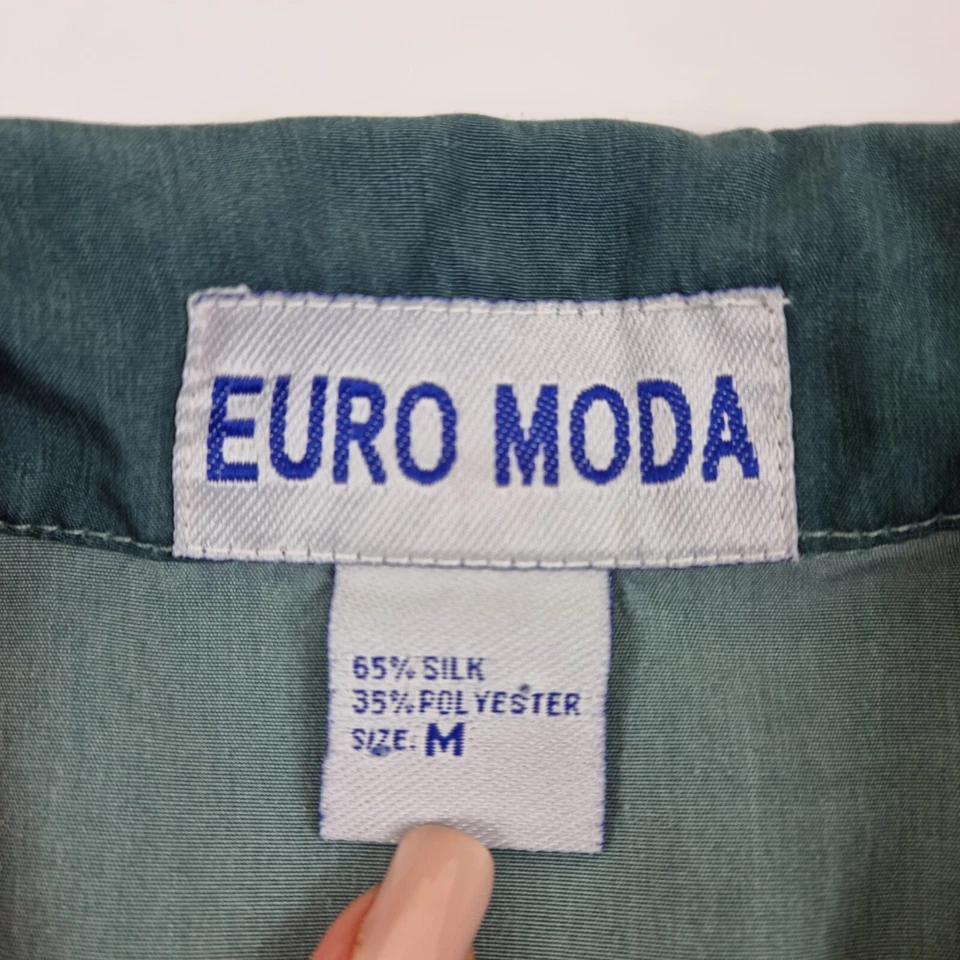 EURO MODA
65% SILK
35% POLYESTER
SIZE: M